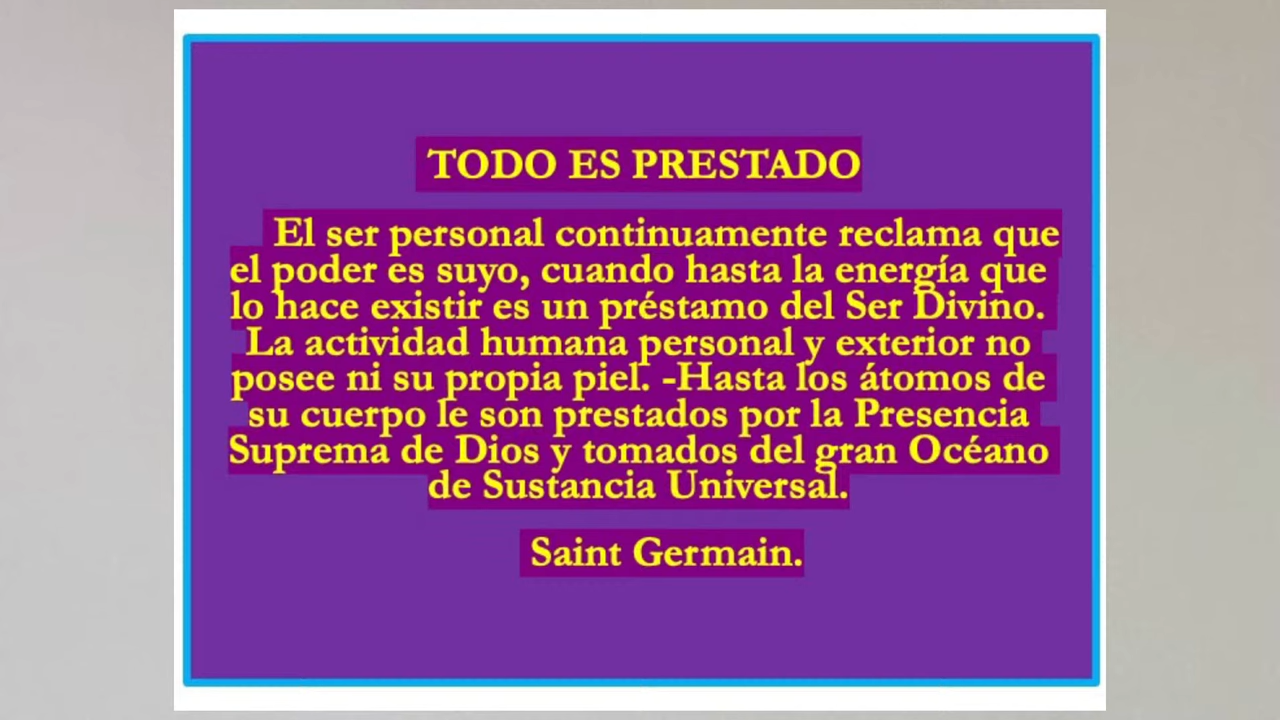 TODO ES PRESTADO
El ser personal continuamente reclama que
el poder es suyo, cuando hasta la energía que
lo hace existir es un préstamo del Ser Divino.
La actividad humana personal y exterior no
posee ni su propia piel. -Hasta los átomos de
su cuerpo le son prestados por la Presencia
Suprema de Dios y tomados del gran Océano
de Sustancia Universal.
Saint Germain.